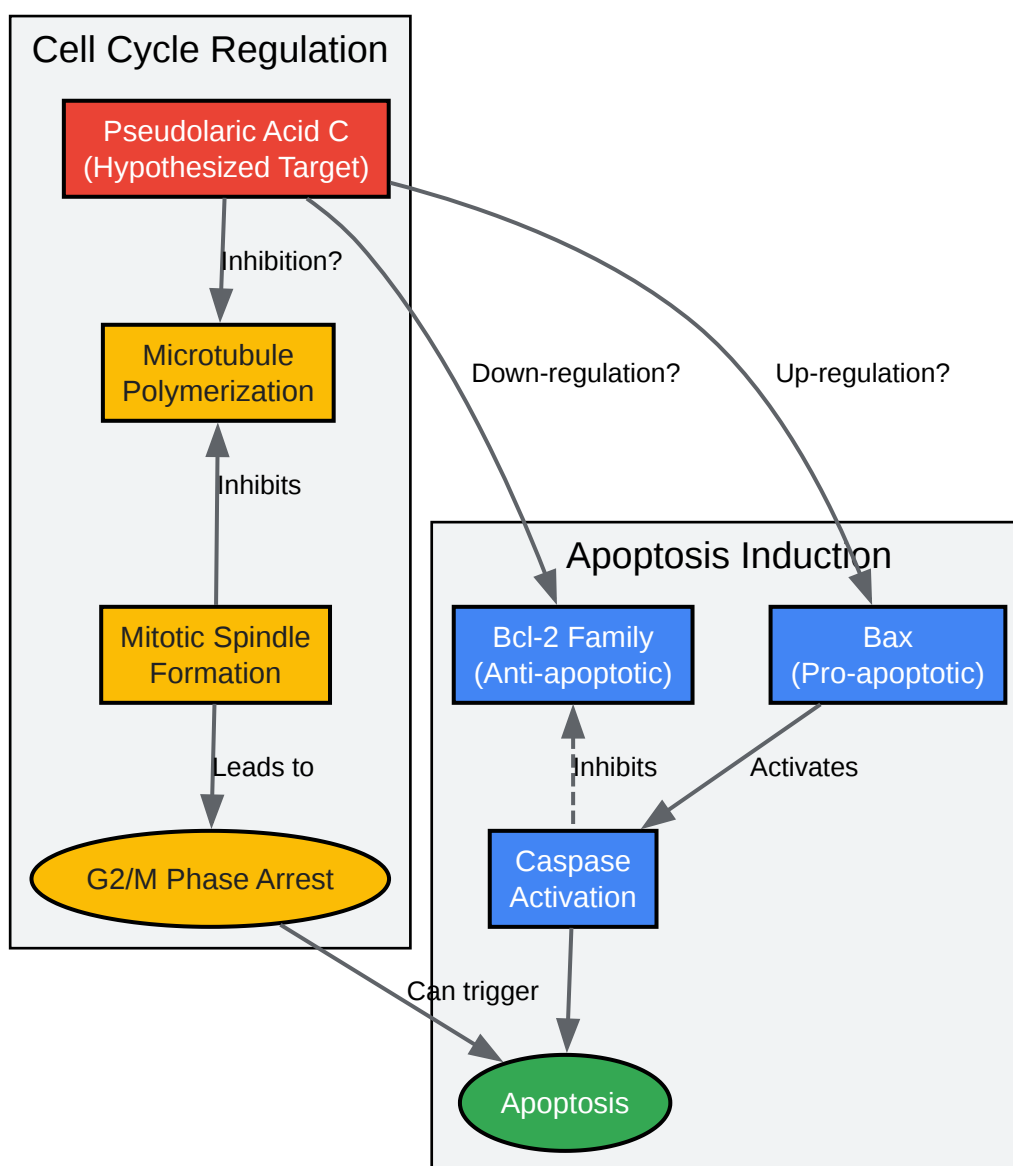 Cell Cycle Regulation
Pseudolaric Acid C
(Hypothesized Target)
Inhibition?
Microtubule
Polymerization
Down-regulation?
Up-regulation?
Inhibits
Apoptosis Induction
Mitotic Spindle
Formation
Bcl-2 Family
(Anti-apoptotic)
Bax
(Pro-apoptotic)
Leads to
Inhibits
Activates
G2/M Phase Arrest
Caspase
Activation
Can trigger
Apoptosis